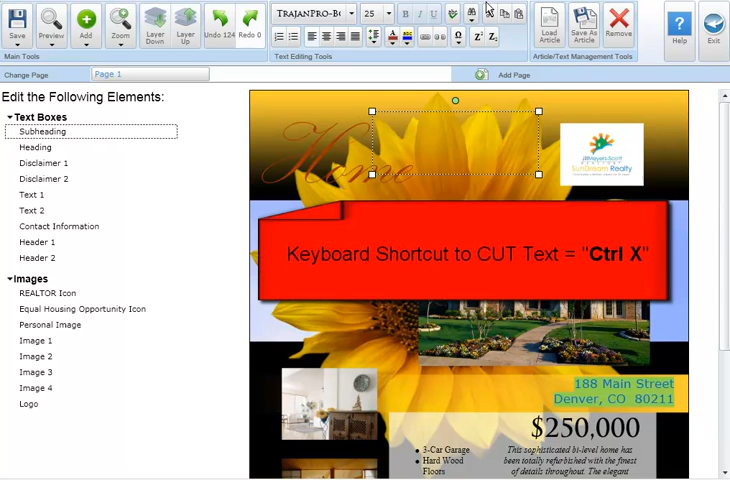 TrajanPro-B
25
B I U
Save
Preview
Add
Zoom
Layer Down
Layer Up
Undo 124
Redo 0
Load Article
Save As Article
Remove
Help
Exit
Main Tools
Text Editing Tools
Article/Text Management Tools
Change Page
Page 1
Add Page
Edit the Following Elements:
Text Boxes
Subheading
Heading
Disclaimer 1
Disclaimer 2
Text 1
Text 2
Contact Information
Header 1
Header 2
Images
REALTOR Icon
Equal Housing Opportunity Icon
Personal Image
Image 1
Image 2
Image 3
Image 4
Logo
Home
SunDream Realty
Keyboard Shortcut to CUT Text = "Ctrl X"
188 Main Street
Denver, CO 80211
$250,000
3-Car Garage
Hard Wood
Floors
This sophisticated bi-level home has
been totally refurbished with the finest
of details throughout. The elegant